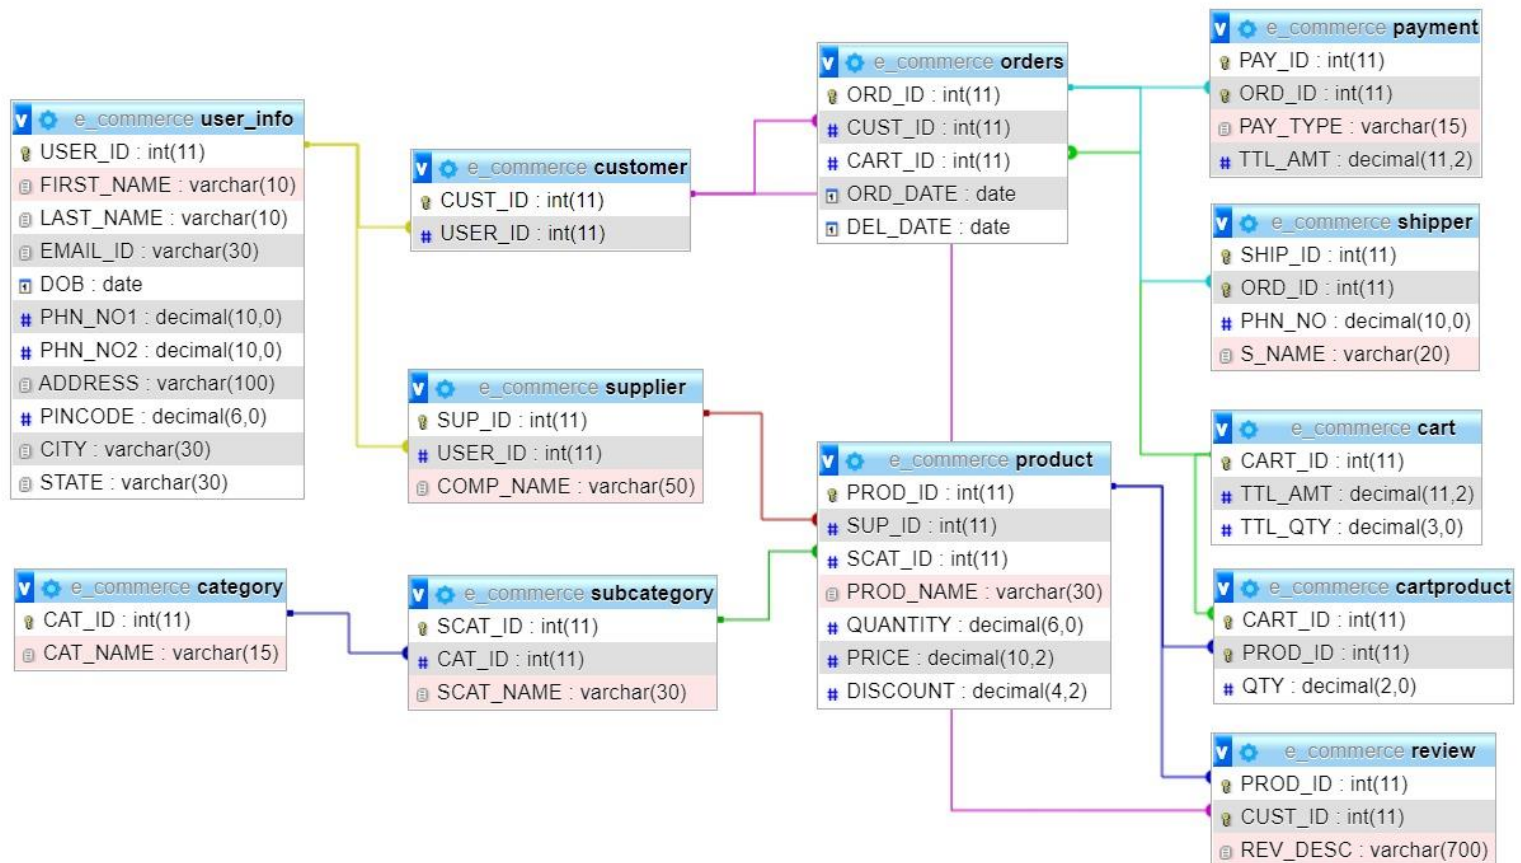 e_commerce user_info
USER_ID : int(11)
FIRST_NAME : varchar(10)
LAST_NAME : varchar(10)
EMAIL_ID : varchar(30)
DOB : date
PHN_NO1 : decimal(10,0)
PHN_NO2 : decimal(10,0)
ADDRESS : varchar(100)
PINCODE : decimal(6,0)
CITY : varchar(30)
STATE : varchar(30)
e_commerce category
CAT_ID : int(11)
CAT_NAME : varchar(15)
e_commerce customer
CUST_ID : int(11)
USER_ID : int(11)
e_commerce supplier
SUP_ID : int(11)
USER_ID : int(11)
COMP_NAME : varchar(50)
e_commerce subcategory
SCAT_ID : int(11)
CAT_ID : int(11)
SCAT_NAME : varchar(30)
e_commerce orders
ORD_ID : int(11)
CUST_ID : int(11)
CART_ID : int(11)
ORD_DATE : date
DEL_DATE : date
e_commerce product
PROD_ID : int(11)
SUP_ID : int(11)
SCAT_ID : int(11)
PROD_NAME : varchar(30)
QUANTITY : decimal(6,0)
PRICE : decimal(10,2)
DISCOUNT : decimal(4,2)
e_commerce payment
PAY_ID : int(11)
ORD_ID : int(11)
PAY_TYPE : varchar(15)
TTL_AMT : decimal(11,2)
e_commerce shipper
SHIP_ID : int(11)
ORD_ID : int(11)
PHN_NO : decimal(10,0)
S_NAME : varchar(20)
e_commerce cart
CART_ID : int(11)
TTL_AMT : decimal(11,2)
TTL_QTY : decimal(3,0)
e_commerce cartproduct
CART_ID : int(11)
PROD_ID : int(11)
QTY : decimal(2,0)
e_commerce review
PROD_ID : int(11)
CUST_ID : int(11)
REV_DESC : varchar(700)